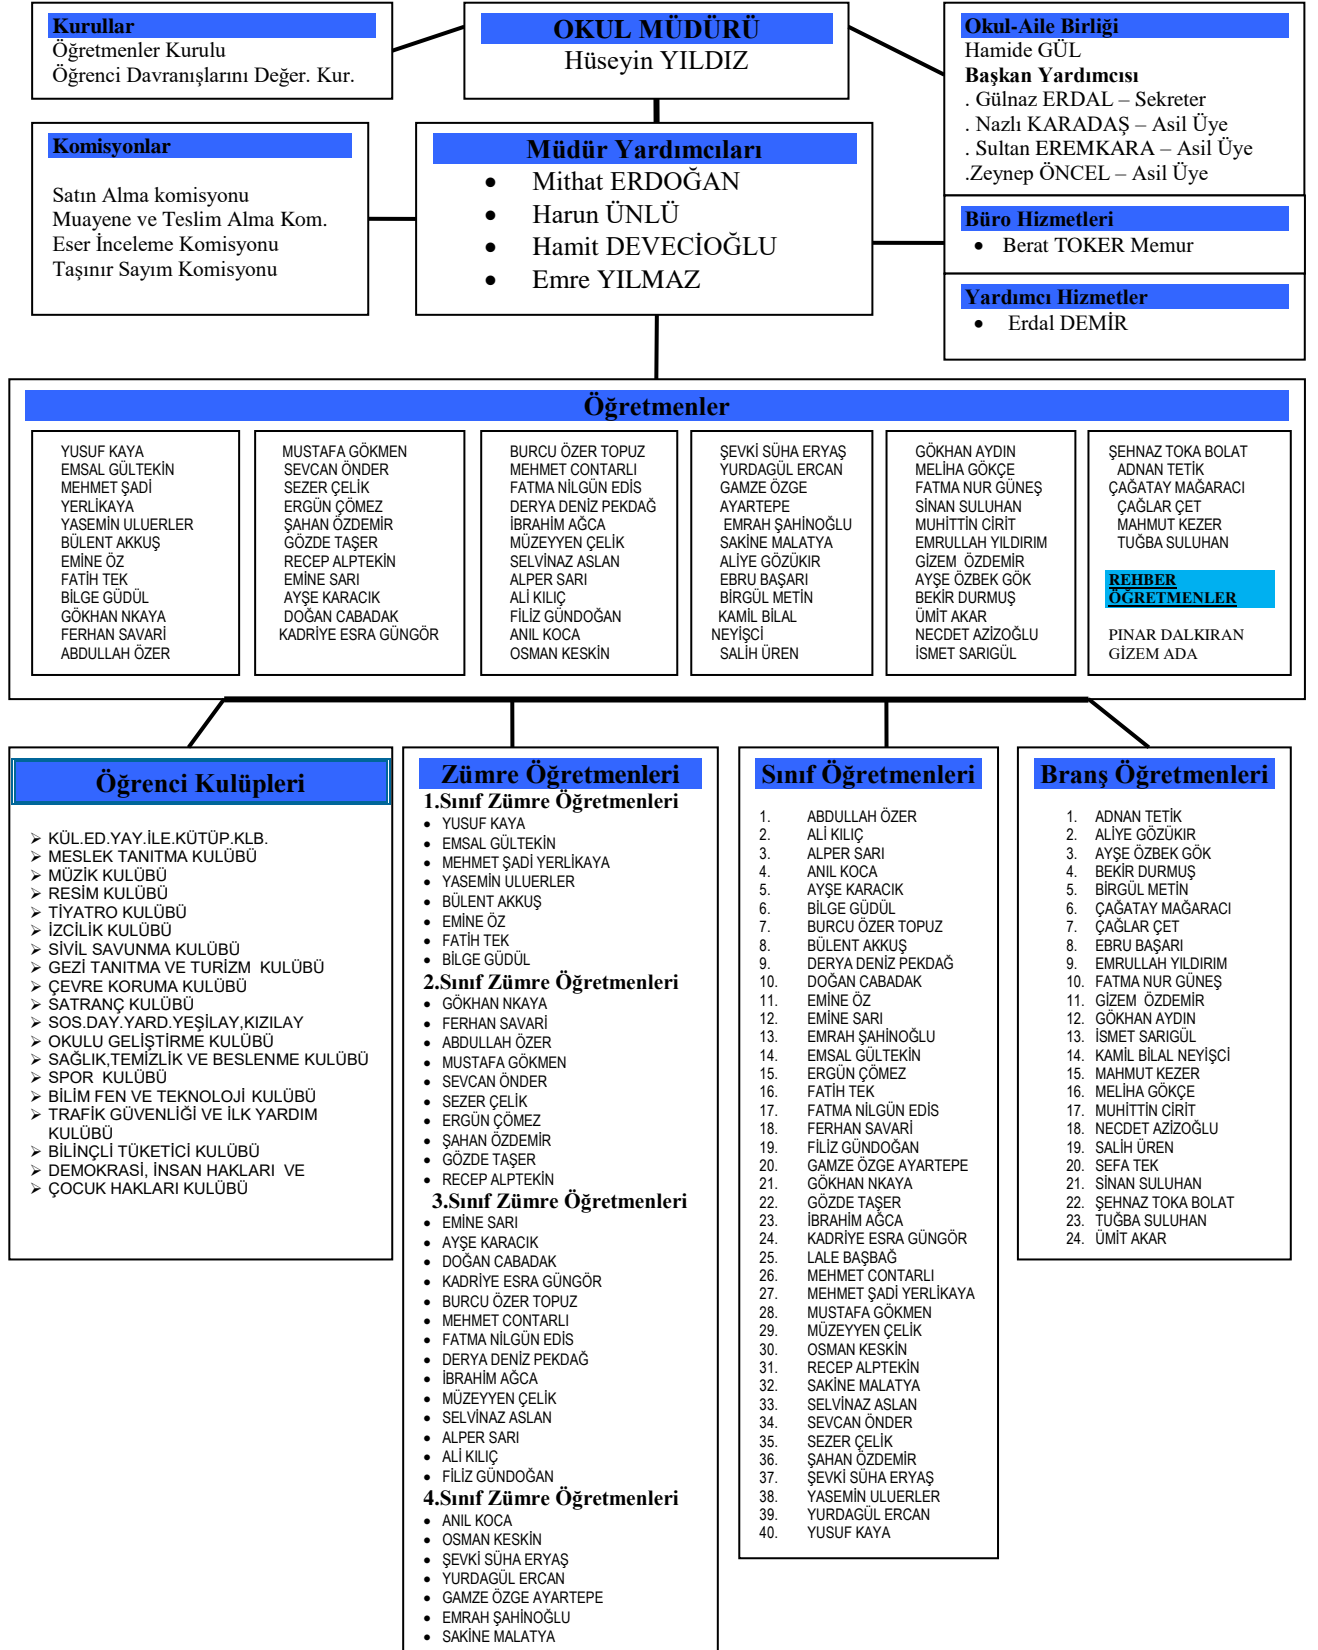 Kurullar
Öğretmenler Kurulu
Öğrenci Davranışlarını Değer. Kur.
OKUL MÜDÜRÜ
Hüseyin YILDIZ
Okul-Aile Birliği
Hamide GÜL
Başkan Yardımcısı
. Gülnaz ERDAL – Sekreter
. Nazlı KARADAŞ – Asil Üye
. Sultan EREMKARA – Asil Üye
.Zeynep ÖNCEL – Asil Üye
Komisyonlar
Satın Alma komisyonu
Muayene ve Teslim Alma Kom.
Eser İnceleme Komisyonu
Taşınır Sayım Komisyonu
Müdür Yardımcıları
• Mithat ERDOĞAN
• Harun ÜNLÜ
• Hamit DEVECİOĞLU
• Emre YILMAZ
Büro Hizmetleri
• Berat TOKER Memur
Yardımcı Hizmetler
• Erdal DEMİR
Öğretmenler
YUSUF KAYA
EMSAL GÜLTEKİN
MEHMET ŞADİ
YERLİKAYA
YASEMİN ULUERLER
BÜLENT AKKUŞ
EMİNE ÖZ
FATİH TEK
BİLGE GÜDÜL
GÖKHAN NKAYA
FERHAN SAVARİ
ABDULLAH ÖZER
MUSTAFA GÖKMEN
SEVCAN ÖNDER
SEZER ÇELİK
ERGÜN ÇÖMEZ
ŞAHAN ÖZDEMİR
GÖZDE TAŞER
RECEP ALPTEKİN
EMİNE SARI
AYŞE KARACIK
DOĞAN CABADAK
KADRİYE ESRA GÜNGÖR
BURCU ÖZER TOPUZ
MEHMET CONTARLI
FATMA NİLGÜN EDİS
DERYA DENİZ PEKDAĞ
İBRAHİM AĞCA
MÜZEYYEN ÇELİK
SELVİNAZ ASLAN
ALPER SARI
ALİ KILIÇ
FİLİZ GÜNDOĞAN
ANIL KOCA
OSMAN KESKİN
ŞEVKİ SÜHA ERYAŞ
YURDAGÜL ERCAN
GAMZE ÖZGE
AYARTEPE
EMRAH ŞAHİNOĞLU
SAKİNE MALATYA
ALİYE GÖZÜKIR
EBRU BAŞARI
BİRGÜL METİN
KAMİL BİLAL
NEYİŞCİ
SALİH ÜREN
GÖKHAN AYDIN
MELİHA GÖKÇE
FATMA NUR GÜNEŞ
SİNAN SULUHAN
MUHİTTİN CİRİT
EMRULLAH YILDIRIM
GİZEM ÖZDEMİR
AYŞE ÖZBEK GÖK
BEKİR DURMUŞ
ÜMİT AKAR
NECDET AZİZOĞLU
İSMET SARIGÜL
ŞEHNAZ TOKA BOLAT
ADNAN TETİK
ÇAĞATAY MAĞARACI
ÇAĞLAR ÇET
MAHMUT KEZER
TUĞBA SULUHAN
REHBER
ÖĞRETMENLER
PINAR DALKIRAN
GİZEM ADA
Öğrenci Kulüpleri
➢ KÜL.ED.YAY.İLE.KÜTÜP.KLB.
➢ MESLEK TANITMA KULÜBÜ
➢ MÜZİK KULÜBÜ
➢ RESİM KULÜBÜ
➢ TİYATRO KULÜBÜ
➢ İZCİLİK KULÜBÜ
➢ SİVİL SAVUNMA KULÜBÜ
➢ GEZİ TANITMA VE TURİZM KULÜBÜ
➢ ÇEVRE KORUMA KULÜBÜ
➢ SATRANÇ KULÜBÜ
➢ SOS.DAY.YARD.YEŞİLAY,KIZILAY
➢ OKULU GELİŞTİRME KULÜBÜ
➢ SAĞLIK,TEMİZLİK VE BESLENME KULÜBÜ
➢ SPOR KULÜBÜ
➢ BİLİM FEN VE TEKNOLOJİ KULÜBÜ
➢ TRAFİK GÜVENLİĞİ VE İLK YARDIM
KULÜBÜ
➢ BİLİNÇLİ TÜKETİCİ KULÜBÜ
➢ DEMOKRASİ, İNSAN HAKLARI VE
➢ ÇOCUK HAKLARI KULÜBÜ
Zümre Öğretmenleri
1.Sınıf Zümre Öğretmenleri
• YUSUF KAYA
• EMSAL GÜLTEKİN
• MEHMET ŞADİ YERLİKAYA
• YASEMİN ULUERLER
• BÜLENT AKKUŞ
• EMİNE ÖZ
• FATİH TEK
• BİLGE GÜDÜL
2.Sınıf Zümre Öğretmenleri
• GÖKHAN NKAYA
• FERHAN SAVARİ
• ABDULLAH ÖZER
• MUSTAFA GÖKMEN
• SEVCAN ÖNDER
• SEZER ÇELİK
• ERGÜN ÇÖMEZ
• ŞAHAN ÖZDEMİR
• GÖZDE TAŞER
• RECEP ALPTEKİN
3.Sınıf Zümre Öğretmenleri
• EMİNE SARI
• AYŞE KARACIK
• DOĞAN CABADAK
• KADRİYE ESRA GÜNGÖR
• BURCU ÖZER TOPUZ
• MEHMET CONTARLI
• FATMA NİLGÜN EDİS
• DERYA DENİZ PEKDAĞ
• İBRAHİM AĞCA
• MÜZEYYEN ÇELİK
• SELVİNAZ ASLAN
• ALPER SARI
• ALİ KILIÇ
• FİLİZ GÜNDOĞAN
4.Sınıf Zümre Öğretmenleri
• ANIL KOCA
• OSMAN KESKİN
• ŞEVKİ SÜHA ERYAŞ
• YURDAGÜL ERCAN
• GAMZE ÖZGE AYARTEPE
• EMRAH ŞAHİNOĞLU
• SAKİNE MALATYA
Sınıf Öğretmenleri
1. ABDULLAH ÖZER
2. ALİ KILIÇ
3. ALPER SARI
4. ANIL KOCA
5. AYŞE KARACIK
6. BİLGE GÜDÜL
7. BURCU ÖZER TOPUZ
8. BÜLENT AKKUŞ
9. DERYA DENİZ PEKDAĞ
10. DOĞAN CABADAK
11. EMİNE ÖZ
12. EMİNE SARI
13. EMRAH ŞAHİNOĞLU
14. EMSAL GÜLTEKİN
15. ERGÜN ÇÖMEZ
16. FATİH TEK
17. FATMA NİLGÜN EDİS
18. FERHAN SAVARİ
19. FİLİZ GÜNDOĞAN
20. GAMZE ÖZGE AYARTEPE
21. GÖKHAN NKAYA
22. GÖZDE TAŞER
23. İBRAHİM AĞCA
24. KADRİYE ESRA GÜNGÖR
25. LALE BAŞBAĞ
26. MEHMET CONTARLI
27. MEHMET ŞADİ YERLİKAYA
28. MUSTAFA GÖKMEN
29. MÜZEYYEN ÇELİK
30. OSMAN KESKİN
31. RECEP ALPTEKİN
32. SAKİNE MALATYA
33. SELVİNAZ ASLAN
34. SEVCAN ÖNDER
35. SEZER ÇELİK
36. ŞAHAN ÖZDEMİR
37. ŞEVKİ SÜHA ERYAŞ
38. YASEMİN ULUERLER
39. YURDAGÜL ERCAN
40. YUSUF KAYA
Branş Öğretmenleri
1. ADNAN TETİK
2. ALİYE GÖZÜKIR
3. AYŞE ÖZBEK GÖK
4. BEKİR DURMUŞ
5. BİRGÜL METİN
6. ÇAĞATAY MAĞARACI
7. ÇAĞLAR ÇET
8. EBRU BAŞARI
9. EMRULLAH YILDIRIM
10. FATMA NUR GÜNEŞ
11. GİZEM ÖZDEMİR
12. GÖKHAN AYDIN
13. İSMET SARIGÜL
14. KAMİL BİLAL NEYİŞCİ
15. MAHMUT KEZER
16. MELİHA GÖKÇE
17. MUHİTTİN CİRİT
18. NECDET AZİZOĞLU
19. SALİH ÜREN
20. SEFA TEK
21. SİNAN SULUHAN
22. ŞEHNAZ TOKA BOLAT
23. TUĞBA SULUHAN
24. ÜMİT AKAR